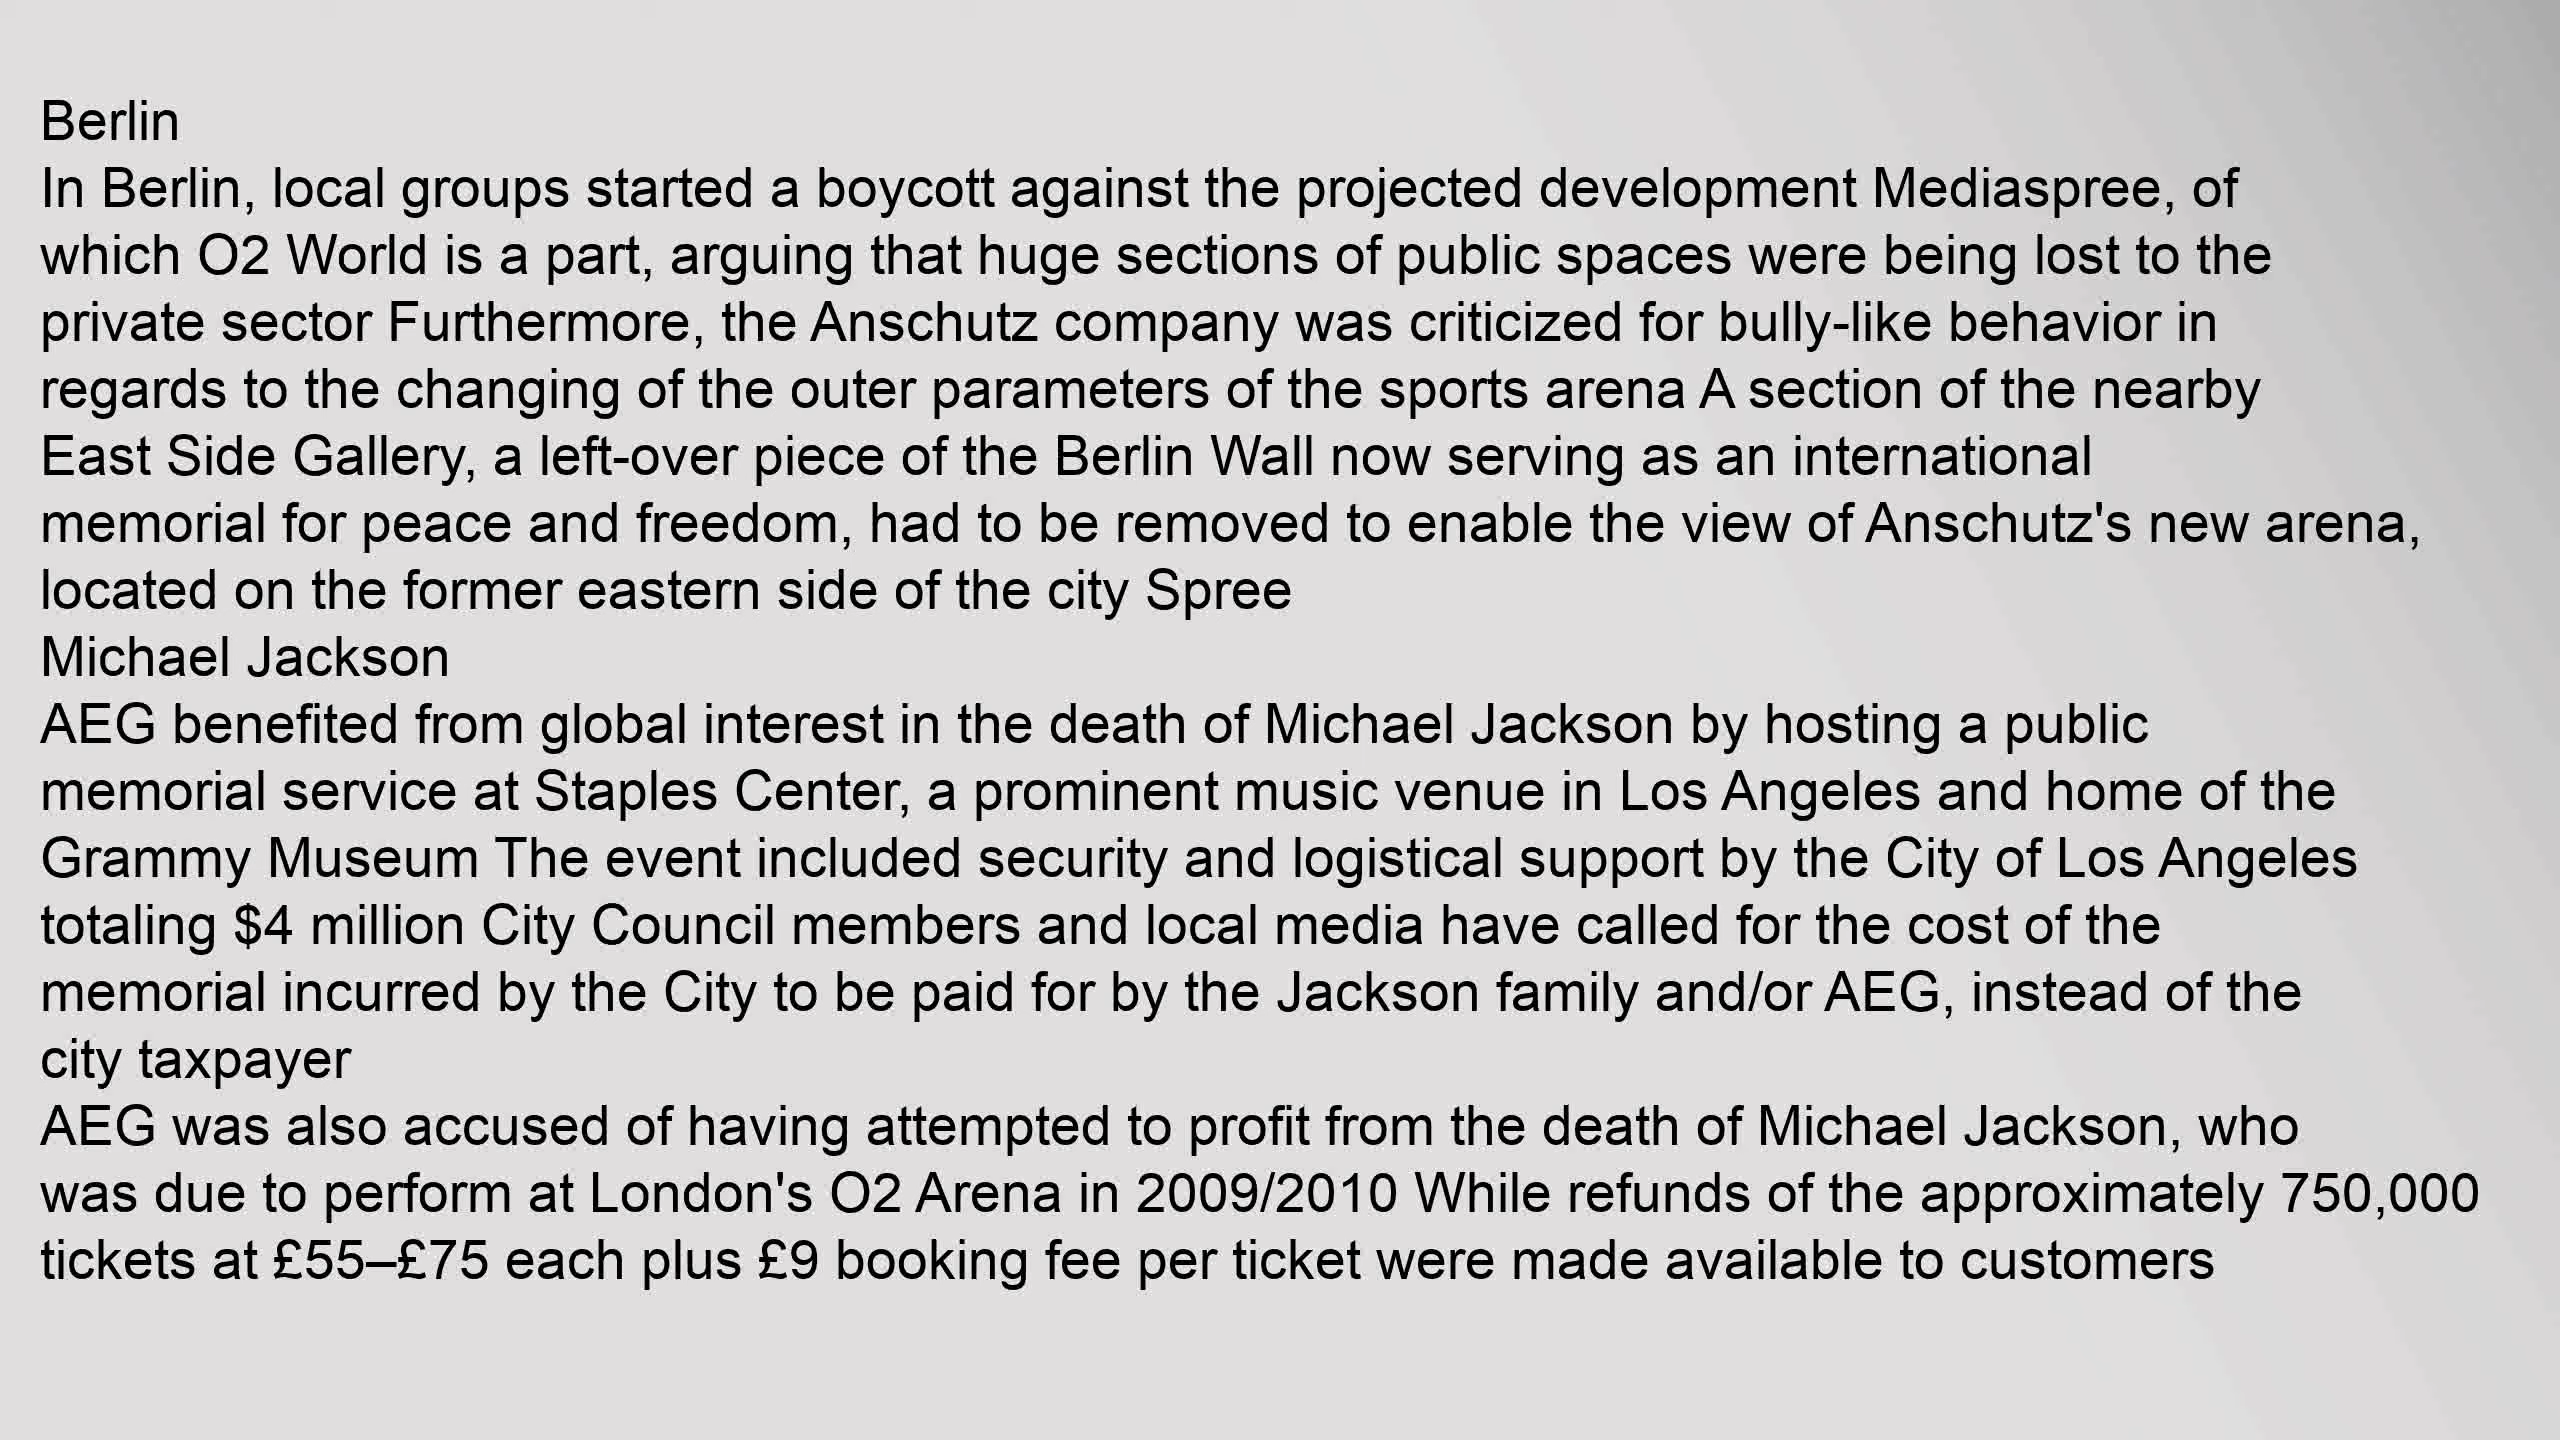 Berlin
In Berlin, local groups started a boycott against the projected development Mediaspree, of
which O2 World is a part, arguing that huge sections of public spaces were being lost to the
private sector Furthermore, the Anschutz company was criticized for bully-like behavior in
regards to the changing of the outer parameters of the sports arena A section of the nearby
East Side Gallery, a left-over piece of the Berlin Wall now serving as an international
memorial for peace and freedom, had to be removed to enable the view of Anschutz's new arena,
located on the former eastern side of the city Spree
Michael Jackson
AEG benefited from global interest in the death of Michael Jackson by hosting a public
memorial service at Staples Center, a prominent music venue in Los Angeles and home of the
Grammy Museum The event included security and logistical support by the City of Los Angeles
totaling $4 million City Council members and local media have called for the cost of the
memorial incurred by the City to be paid for by the Jackson family and/or AEG, instead of the
city taxpayer
AEG was also accused of having attempted to profit from the death of Michael Jackson, who
was due to perform at London's O2 Arena in 2009/2010 While refunds of the approximately 750,000
tickets at £55–£75 each plus £9 booking fee per ticket were made available to customers